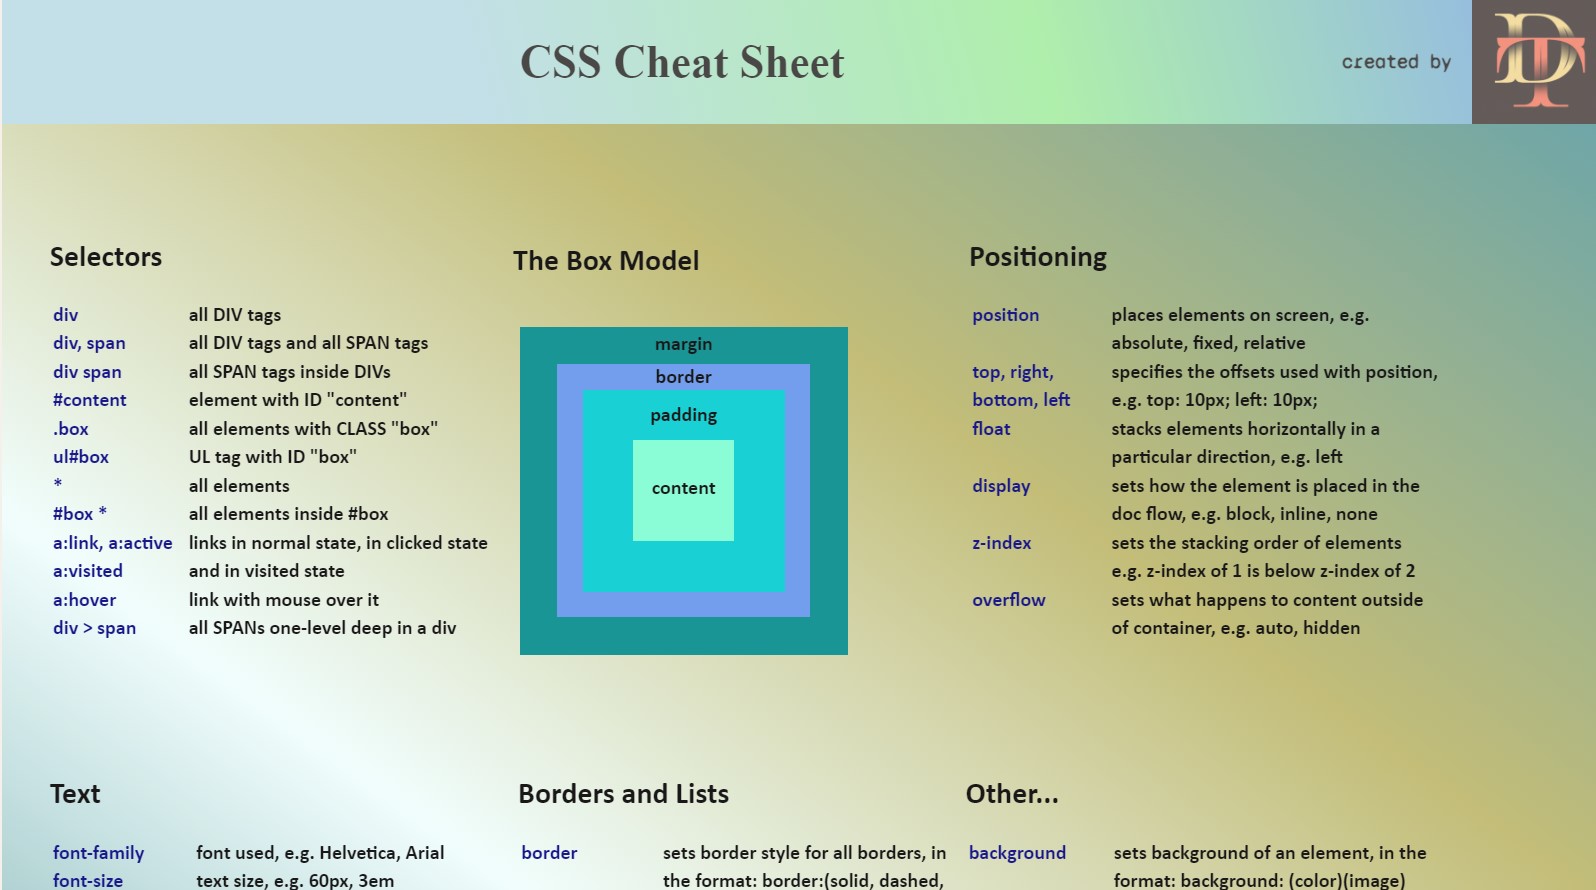 CSS Cheat Sheet
created by
DT
Selectors
div all DIV tags
div, span all DIV tags and all SPAN tags
div span all SPAN tags inside DIVs
#content element with ID "content"
.box all elements with CLASS "box"
ul#box UL tag with ID "box"
* all elements
#box * all elements inside #box
a:link, a:active links in normal state, in clicked state
a:visited and in visited state
a:hover link with mouse over it
div > span all SPANs one-level deep in a div
The Box Model
margin
border
padding
content
Positioning
position places elements on screen, e.g.
absolute, fixed, relative
top, right, specifies the offsets used with position,
bottom, left e.g. top: 10px; left: 10px;
float stacks elements horizontally in a
particular direction, e.g. left
display sets how the element is placed in the
doc flow, e.g. block, inline, none
z-index sets the stacking order of elements
e.g. z-index of 1 is below z-index of 2
overflow sets what happens to content outside
of container, e.g. auto, hidden
Text
font-family font used, e.g. Helvetica, Arial
font-size text size, e.g. 60px, 3em
Borders and Lists
border sets border style for all borders, in
the format: border:(solid, dashed,
Other...
background sets background of an element, in the
format: background: (color)(image)